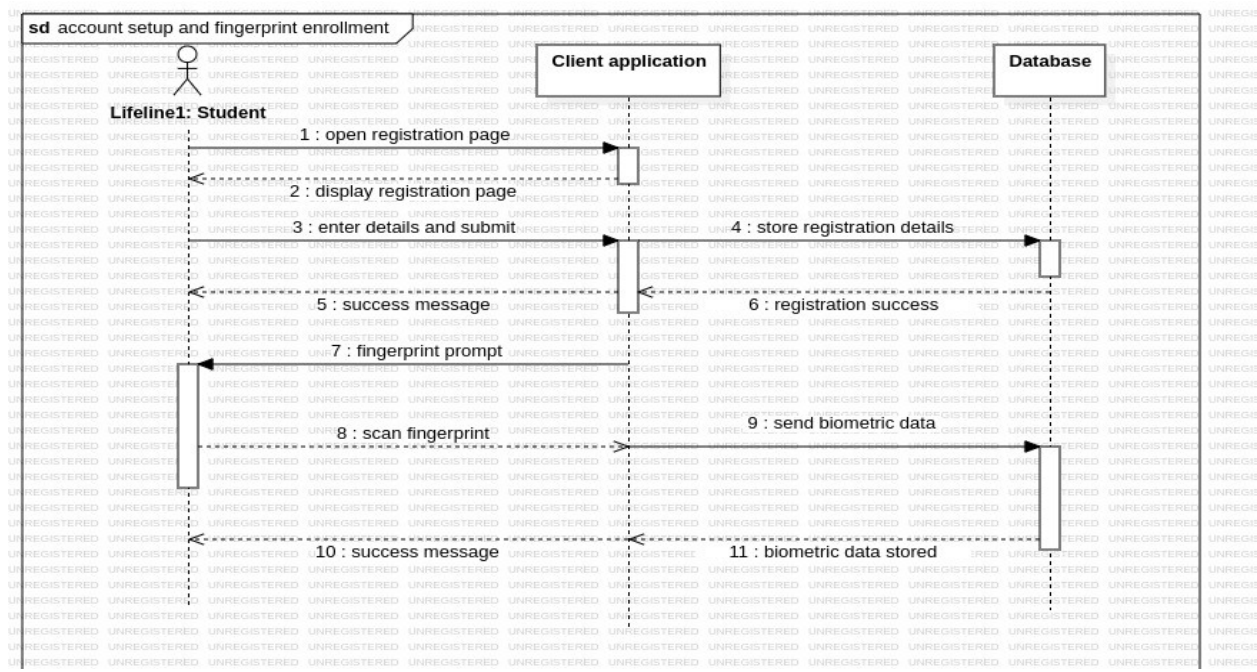 sd account setup and fingerprint enrollment
Client application
Database
Lifeline1: Student
1 : open registration page
2 : display registration page
3 : enter details and submit
4 : store registration details
5 : success message
6 : registration success
7 : fingerprint prompt
8 : scan fingerprint
9 : send biometric data
10 : success message
11 : biometric data stored
UNREGISTERED